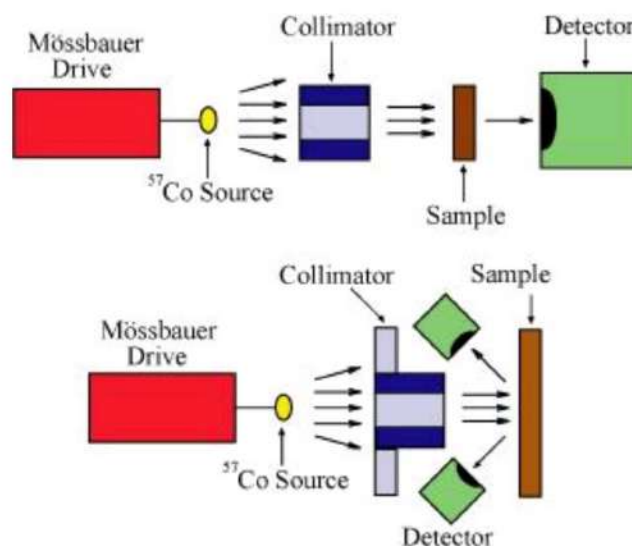 Collimator
Detector
Mössbauer
Drive
⁵⁷Co Source
Sample
Collimator
Sample
Mössbauer
Drive
⁵⁷Co Source
Detector